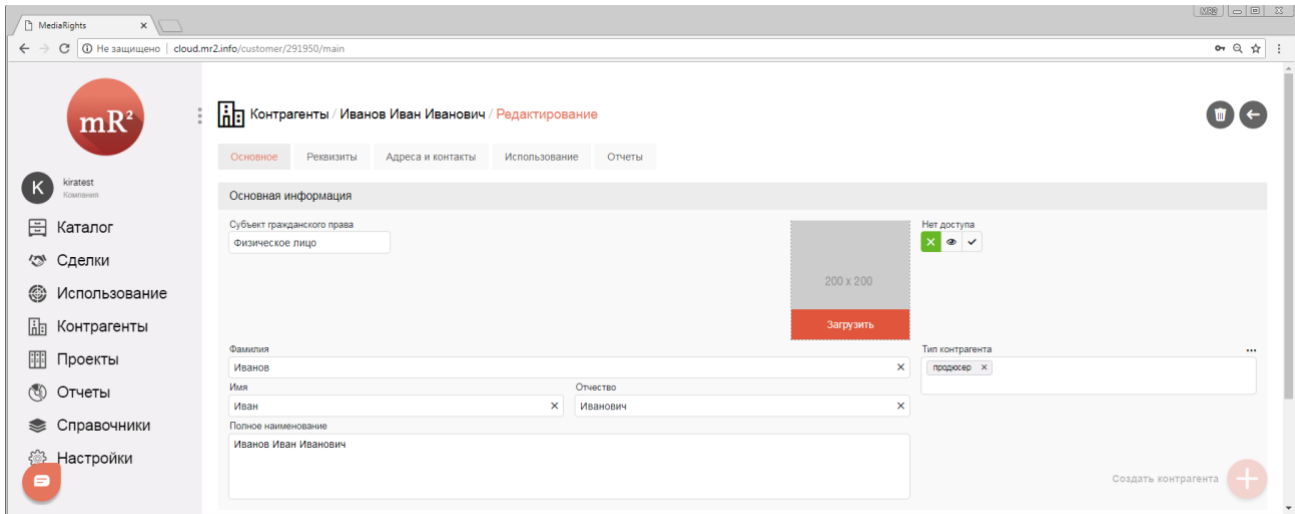 MR2
MediaRights
Не защищено | cloud.mr2.info/customer/291950/main
mR²
Контрагенты / Иванов Иван Иванович / Редактирование
Основное Реквизиты Адреса и контакты Использование Отчеты
K
kiratest
Компания
Основная информация
Каталог
Сделки
Использование
Контрагенты
Проекты
Отчеты
Справочники
Настройки
Субъект гражданского права
Физическое лицо
200 x 200
Загрузить
Нет доступа
Фамилия
Иванов
Тип контрагента
продюсер
Имя Отчество
Иван Иванович
Полное наименование
Иванов Иван Иванович
Создать контрагента